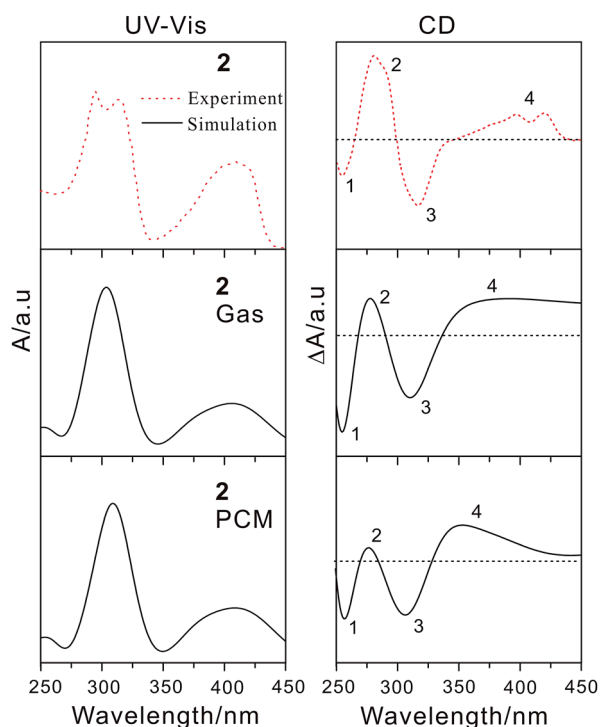 UV-Vis
CD
2
Experiment
Simulation
2
4
1
3
A/a.u
2
Gas
ΔA/a.u
2
4
1
3
2
PCM
2
4
1
3
250 300 350 400 450
250 300 350 400 450
Wavelength/nm
Wavelength/nm